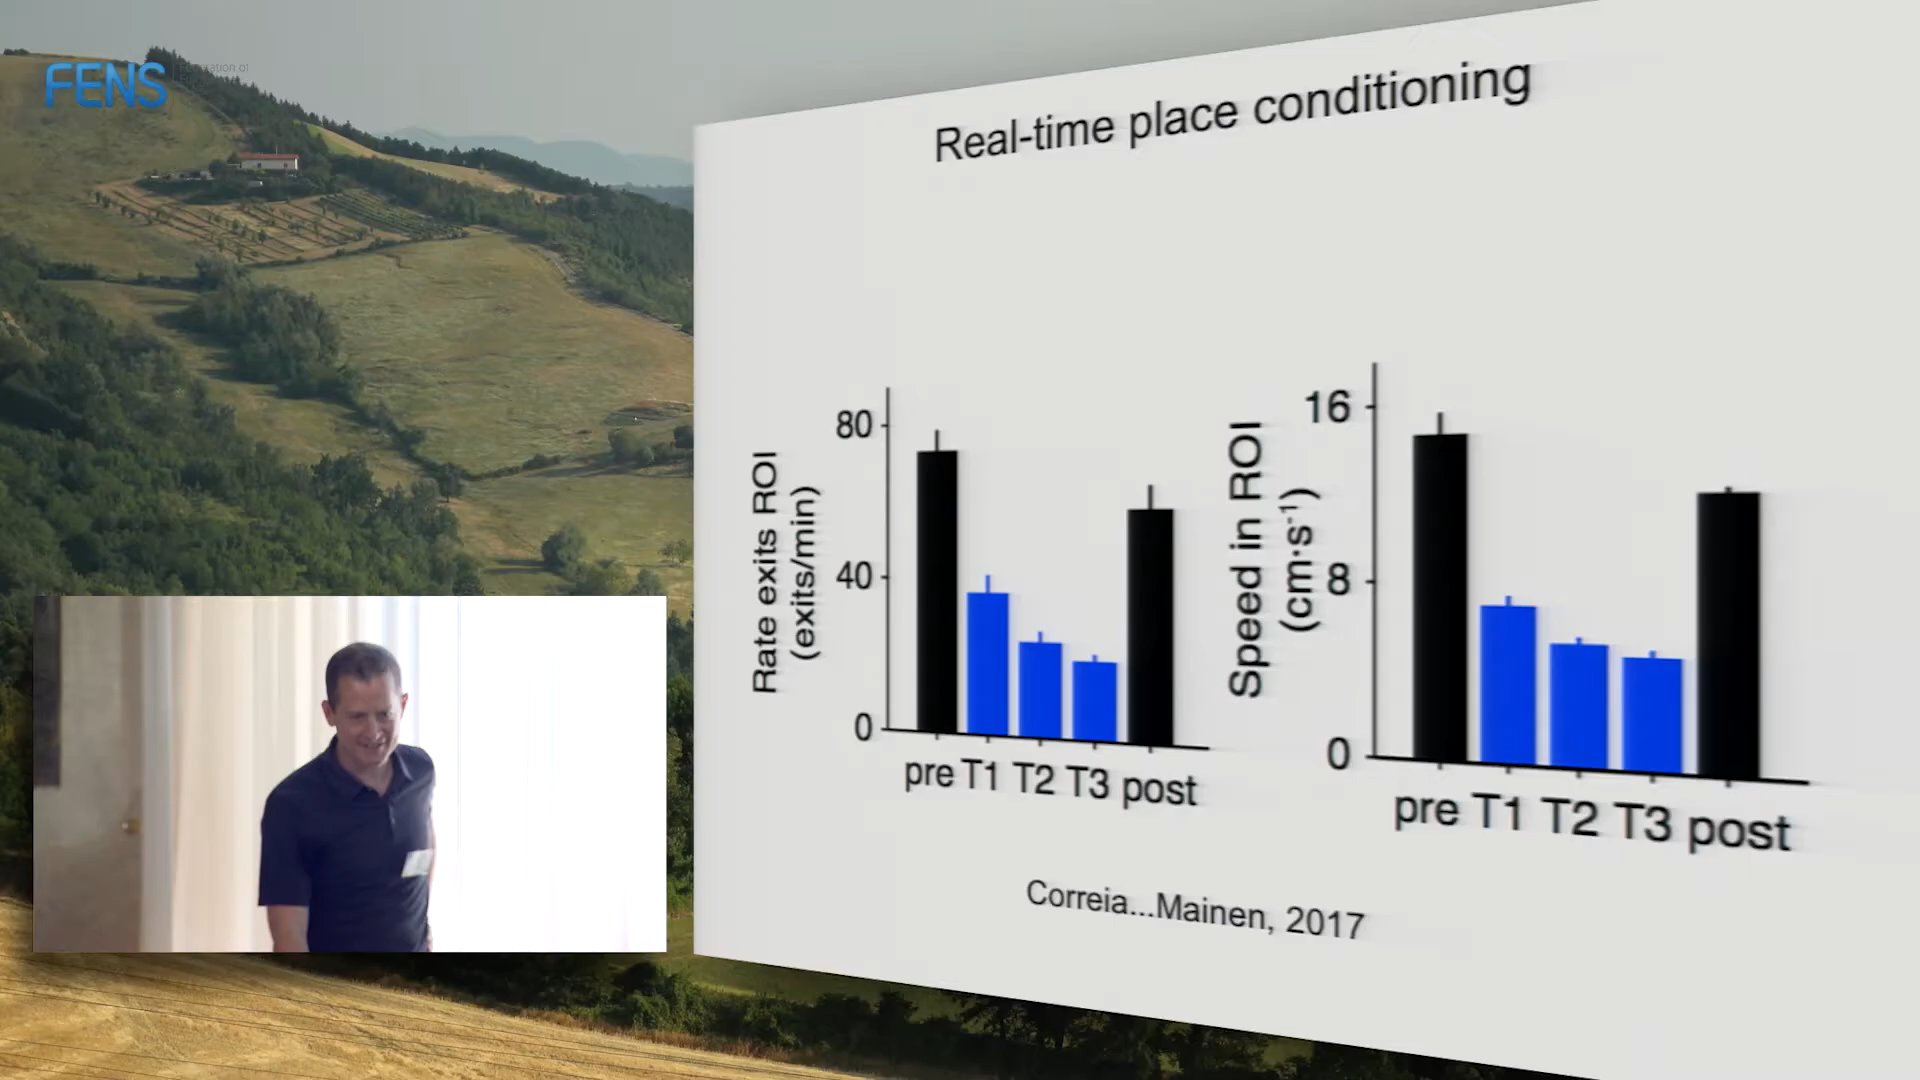 FENS
Real-time place conditioning
Rate exits ROI
(exits/min)
80
40
0
pre T1 T2 T3 post
Speed in ROI
(cm·s⁻¹)
16
8
0
pre T1 T2 T3 post
Correia...Mainen, 2017